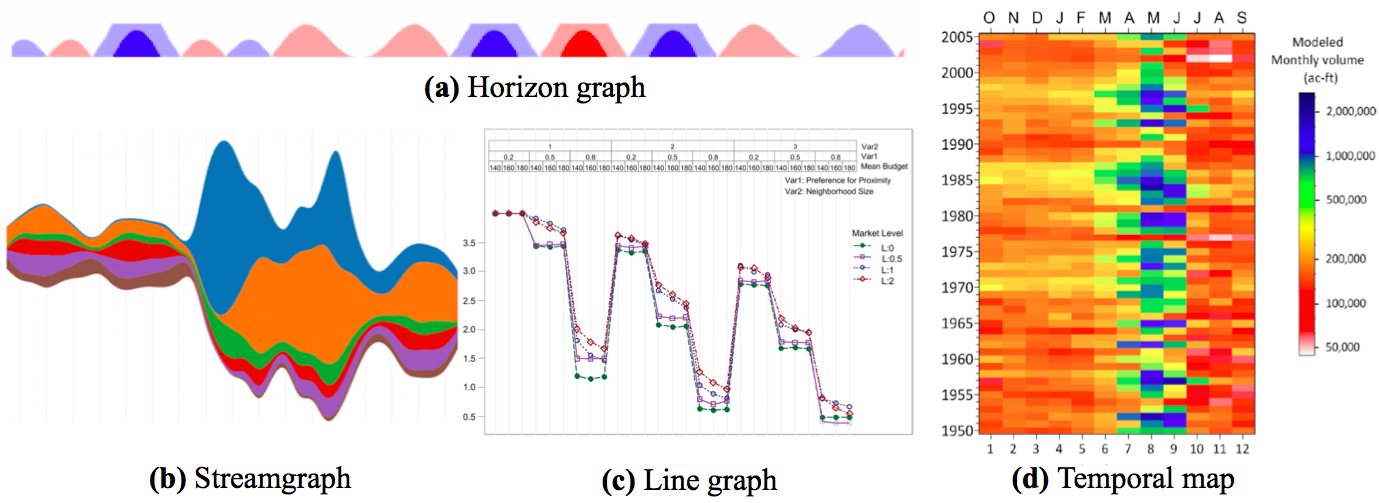 (a) Horizon graph
(b) Streamgraph
1 2 3 Var2
0.2 0.5 0.8 0.2 0.5 0.8 0.2 0.5 0.8 Var1
140 160 180 140 160 180 140 160 180 140 160 180 140 160 180 140 160 180 140 160 180 140 160 180 140 160 180 Mean Budget
Var1: Preference for Proximity
Var2: Neighborhood Size
Market Level
L:0
L:0.5
L:1
L:2
3.5
3.0
2.5
2.0
1.5
1.0
0.5
(c) Line graph
O N D J F M A M J J A S
2005
2000
1995
1990
1985
1980
1975
1970
1965
1960
1955
1950
1 2 3 4 5 6 7 8 9 10 11 12
Modeled
Monthly volume
(ac-ft)
2,000,000
1,000,000
500,000
200,000
100,000
50,000
(d) Temporal map